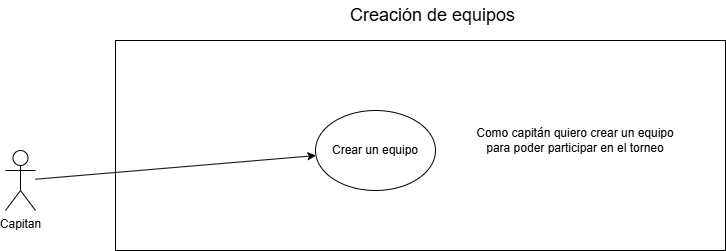 Creación de equipos
Como capitán quiero crear un equipo
para poder participar en el torneo
Crear un equipo
Capitan